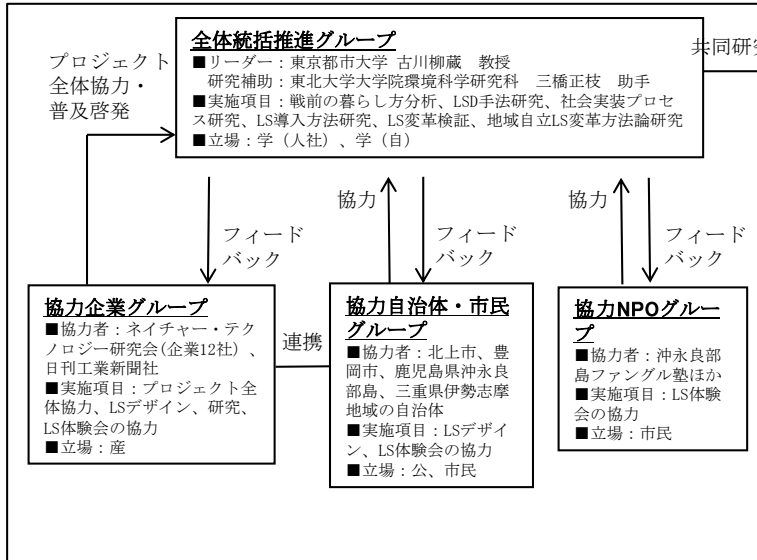 全体統括推進グループ
■リーダー：東京都市大学 古川柳蔵　教授
研究補助：東北大学大学院環境科学研究科　三橋正枝　助手
■実施項目：戦前の暮らし方分析、LSD手法研究、社会実装プロセ
ス研究、LS導入方法研究、LS変革検証、地域自立LS変革方法論研究
■立場：学（人社）、学（自）
共同研究
プロジェクト
全体協力・
普及啓発
フィード
バック
協力
フィード
バック
協力
フィード
バック
協力企業グループ
■協力者：ネイチャー・テク
ノロジー研究会(企業12社）、
日刊工業新聞社
■実施項目：プロジェクト全
体協力、LSデザイン、研究、
LS体験会の協力
■立場：産
連携
協力自治体・市民
グループ
■協力者：北上市、豊
岡市、鹿児島県沖永良
部島、三重県伊勢志摩
地域の自治体
■実施項目：LSデザイ
ン、LS体験会の協力
■立場：公、市民
協力NPOグルー
プ
■協力者：沖永良部
島ファングル塾ほか
■実施項目：LS体験
会の協力
■立場：市民